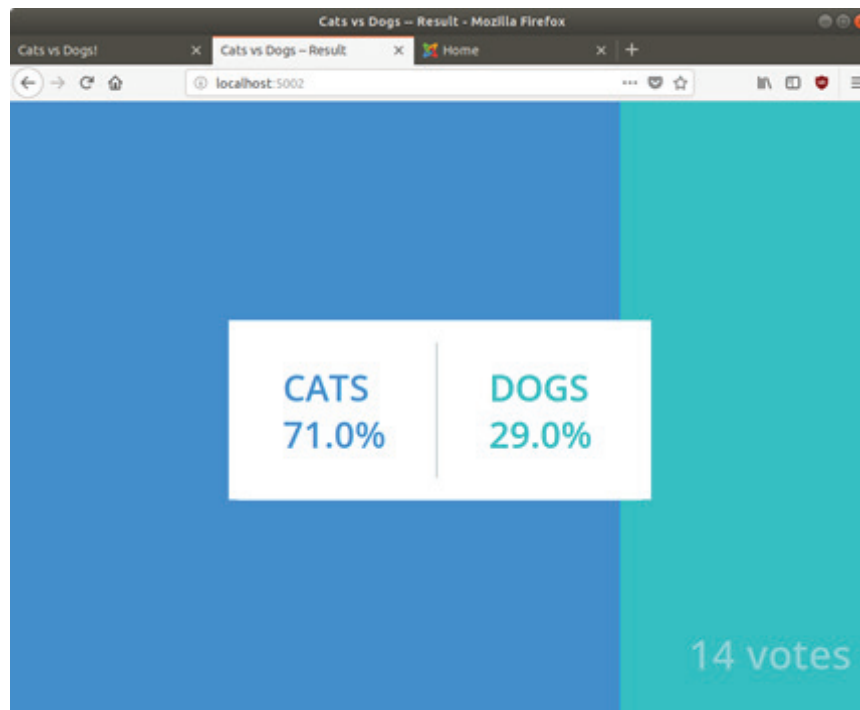 Cats vs Dogs -- Result - Mozilla Firefox
Cats vs Dogs!
Cats vs Dogs -- Result
Home
localhost:5002
CATS
71.0%
DOGS
29.0%
14 votes